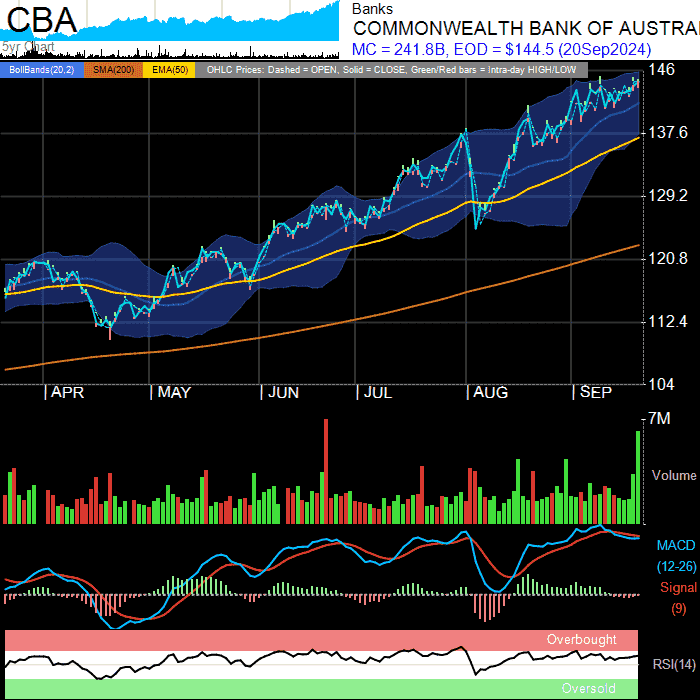 CBA
5yr Chart
Banks
COMMONWEALTH BANK OF AUSTRA
MC = 241.8B, EOD = $144.5 (20Sep2024)
BollBands(20,2) SMA(200) EMA(50) OHLC Prices: Dashed = OPEN, Solid = CLOSE, Green/Red bars = Intra-day HIGH/LOW
146
137.6
129.2
120.8
112.4
104
|APR |MAY |JUN |JUL |AUG |SEP
7M
Volume
MACD
(12-26)
Signal
(9)
Overbought
RSI(14)
Oversold